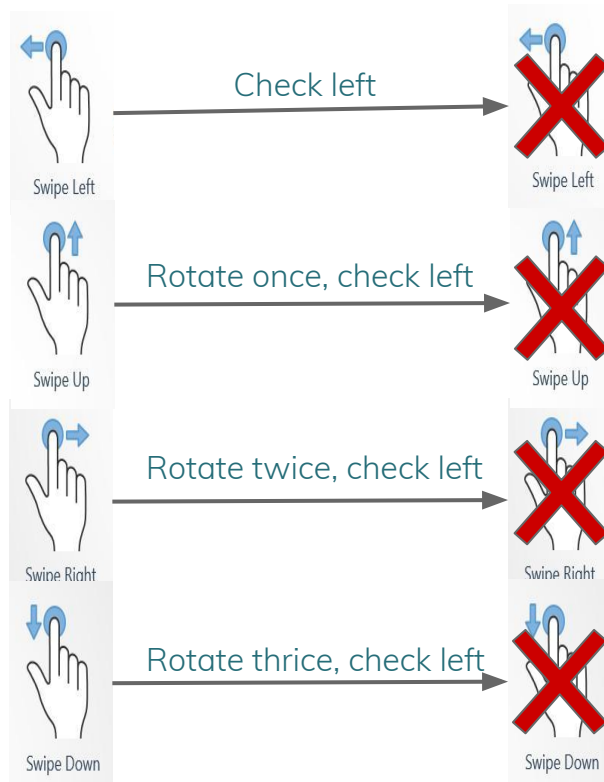 Check left
Swipe Left
Swipe Left
Rotate once, check left
Swipe Up
Swipe Up
Rotate twice, check left
Swipe Right
Swipe Right
Rotate thrice, check left
Swipe Down
Swipe Down